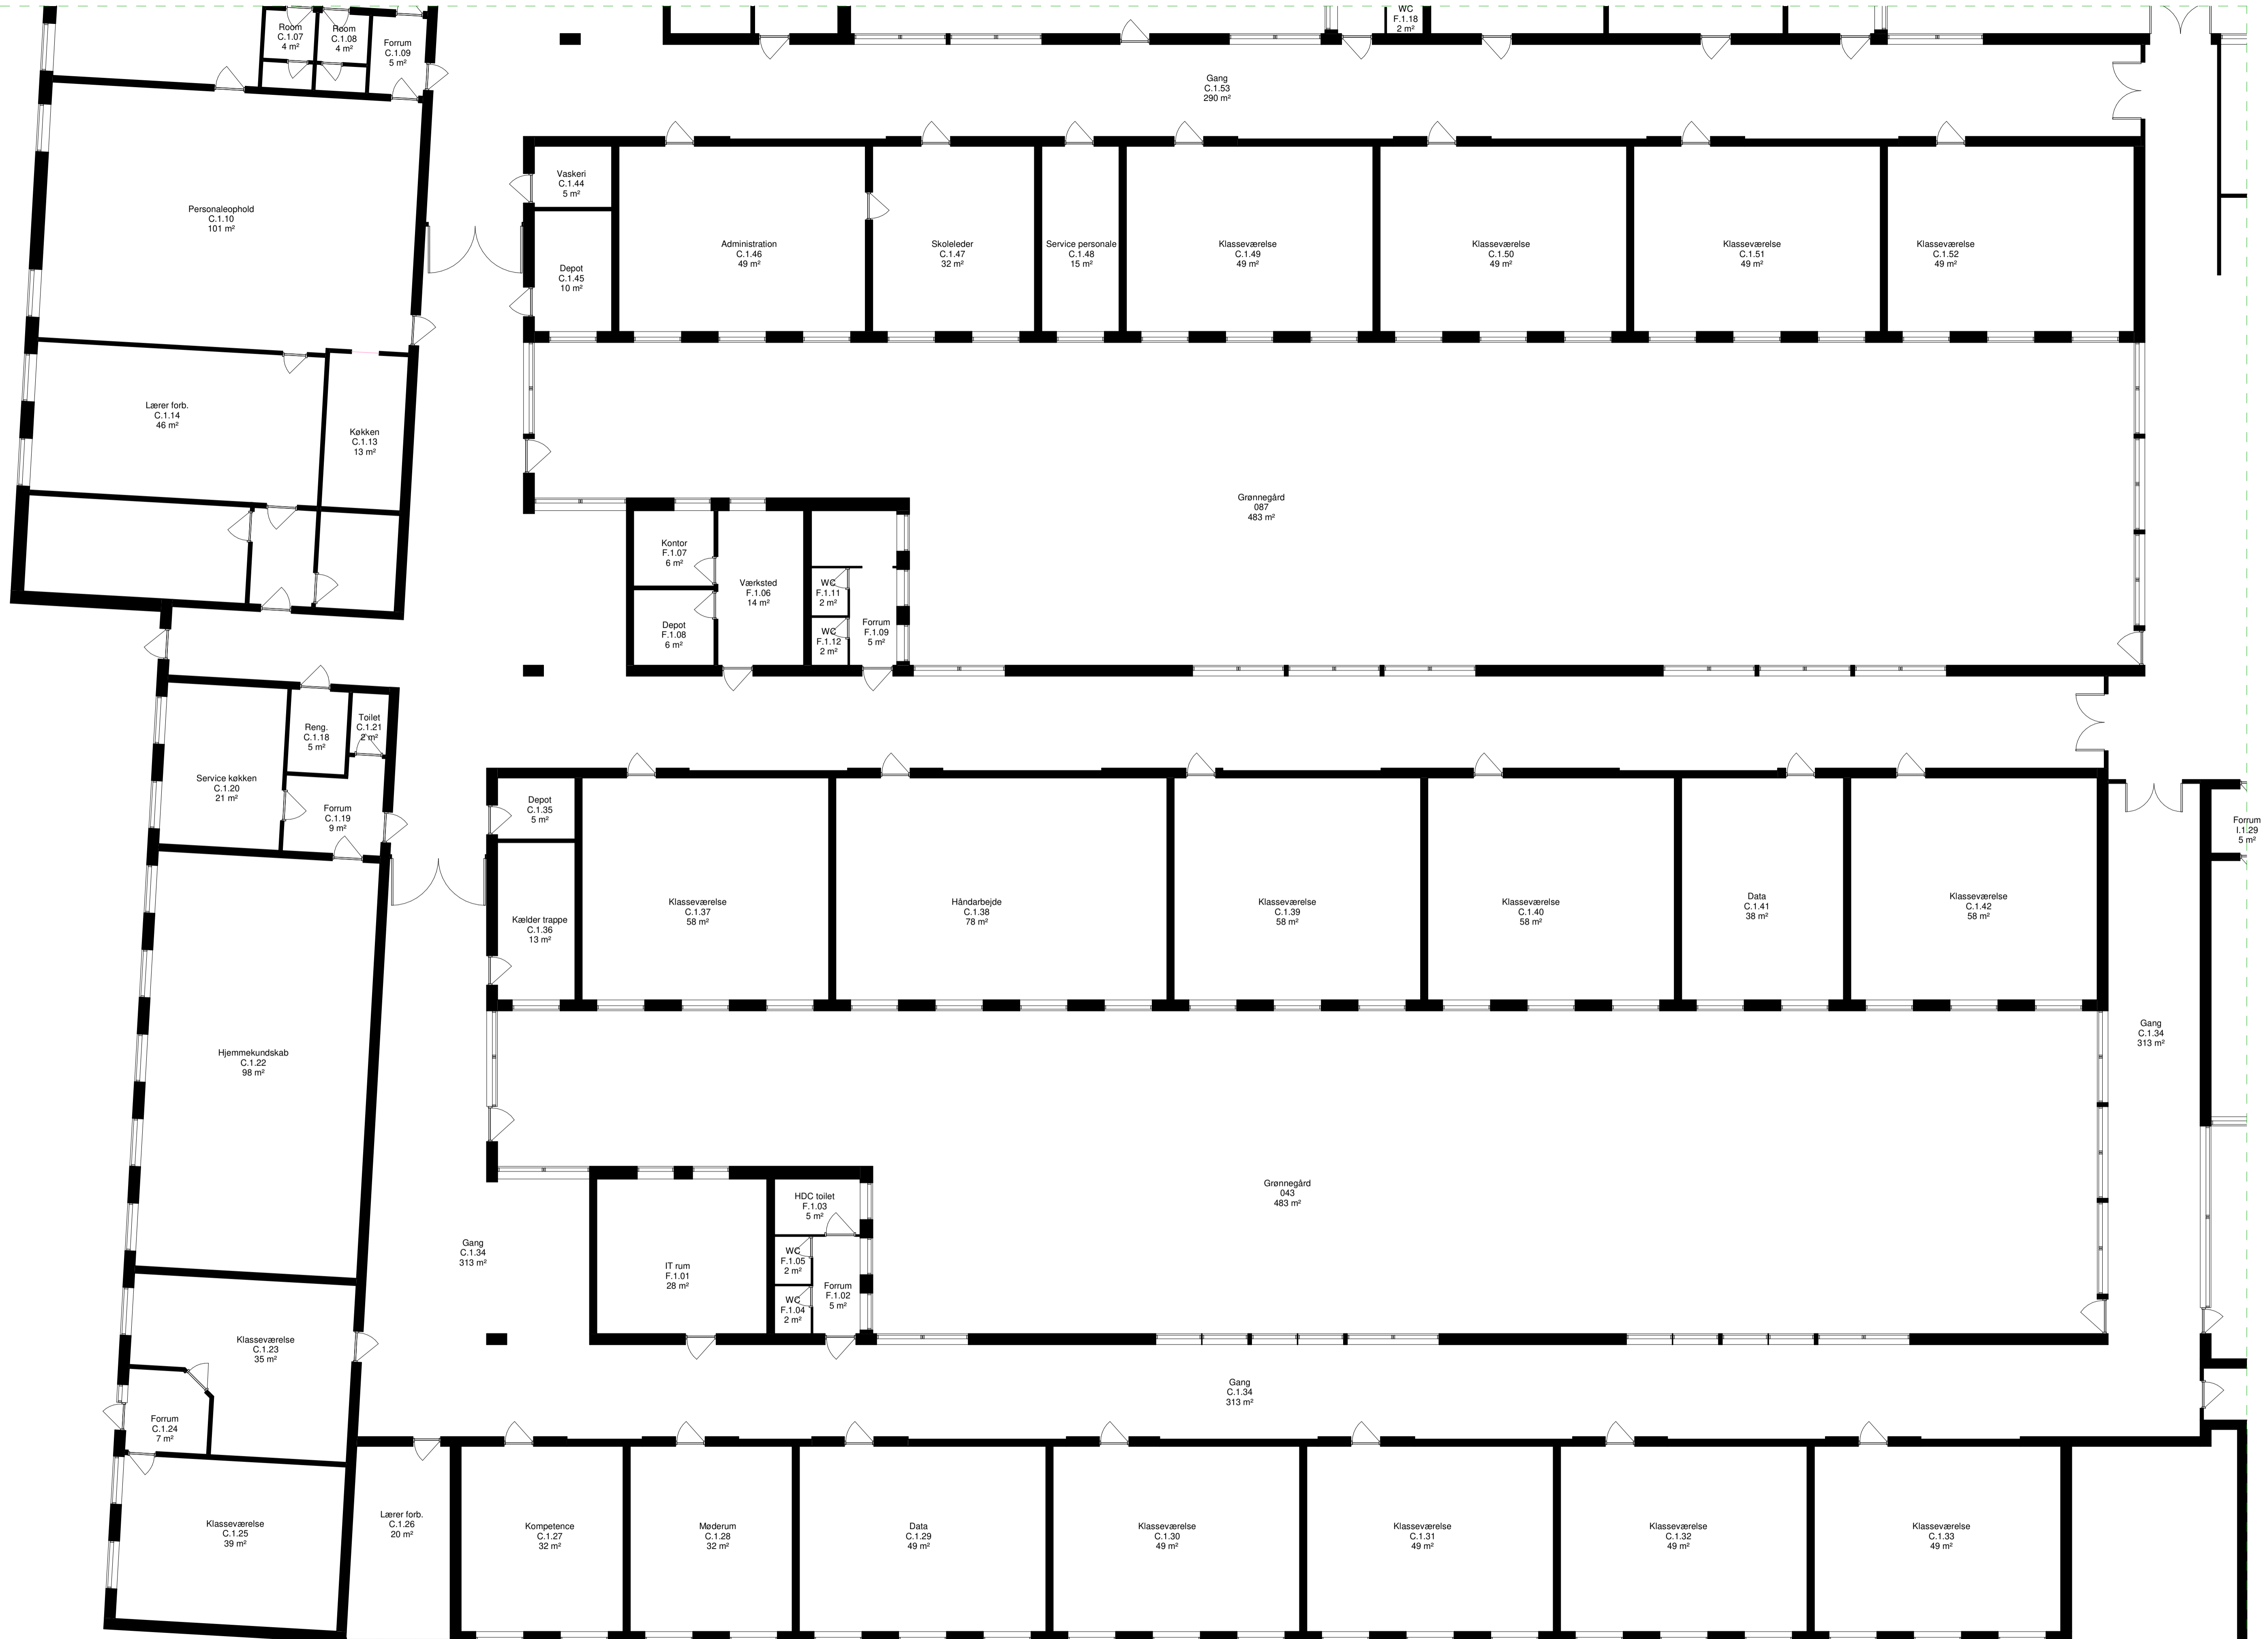 Room
C.1.07
4 m²
Room
C.1.08
4 m²
Forrum
C.1.09
5 m²
WC
F.1.18
2 m²
Gang
C.1.53
290 m²
Personaleophold
C.1.10
101 m²
Vaskeri
C.1.44
5 m²
Depot
C.1.45
10 m²
Administration
C.1.46
49 m²
Skoleleder
C.1.47
32 m²
Service personale
C.1.48
15 m²
Klasseværelse
C.1.49
49 m²
Klasseværelse
C.1.50
49 m²
Klasseværelse
C.1.51
49 m²
Klasseværelse
C.1.52
49 m²
Lærer forb.
C.1.14
46 m²
Køkken
C.1.13
13 m²
Grønnegård
087
483 m²
Kontor
F.1.07
6 m²
Værksted
F.1.06
14 m²
Depot
F.1.08
6 m²
WC
F.1.11
2 m²
WC
F.1.12
2 m²
Forrum
F.1.09
5 m²
Toilet
C.1.21
2 m²
Reng.
C.1.18
5 m²
Service køkken
C.1.20
21 m²
Forrum
C.1.19
9 m²
Depot
C.1.35
5 m²
Kælder trappe
C.1.36
13 m²
Klasseværelse
C.1.37
58 m²
Håndarbejde
C.1.38
78 m²
Klasseværelse
C.1.39
58 m²
Klasseværelse
C.1.40
58 m²
Data
C.1.41
38 m²
Klasseværelse
C.1.42
58 m²
Forrum
I.1.29
5 m²
Gang
C.1.34
313 m²
Hjemmekundskab
C.1.22
98 m²
Grønnegård
043
483 m²
Gang
C.1.34
313 m²
IT rum
F.1.01
28 m²
HDC toilet
F.1.03
5 m²
WC
F.1.05
2 m²
WC
F.1.04
2 m²
Forrum
F.1.02
5 m²
Klasseværelse
C.1.23
35 m²
Gang
C.1.34
313 m²
Forrum
C.1.24
7 m²
Klasseværelse
C.1.25
39 m²
Lærer forb.
C.1.26
20 m²
Kompetence
C.1.27
32 m²
Møderum
C.1.28
32 m²
Data
C.1.29
49 m²
Klasseværelse
C.1.30
49 m²
Klasseværelse
C.1.31
49 m²
Klasseværelse
C.1.32
49 m²
Klasseværelse
C.1.33
49 m²